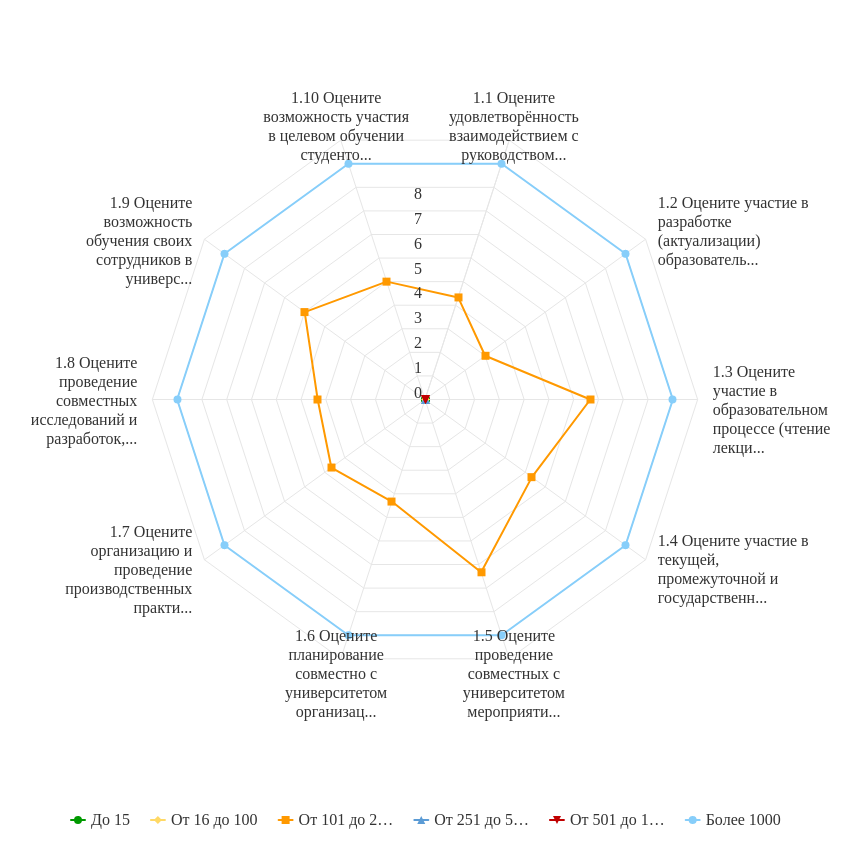 1.10 Оцените
возможность участия
в целевом обучении
студенто...
1.1 Оцените
удовлетворённость
взаимодействием с
руководством...
1.9 Оцените
возможность
обучения своих
сотрудников в
универс...
8
7
6
5
4
3
2
1
0
1.2 Оцените участие в
разработке
(актуализации)
образователь...
1.8 Оцените
проведение
совместных
исследований и
разработок,...
1.3 Оцените
участие в
образовательном
процессе (чтение
лекци...
1.7 Оцените
организацию и
проведение
производственных
практи...
1.4 Оцените участие в
текущей,
промежуточной и
государственн...
1.6 Оцените
планирование
совместно с
университетом
организац...
1.5 Оцените
проведение
совместных с
университетом
мероприяти...
До 15
От 16 до 100
От 101 до 2…
От 251 до 5…
От 501 до 1…
Более 1000